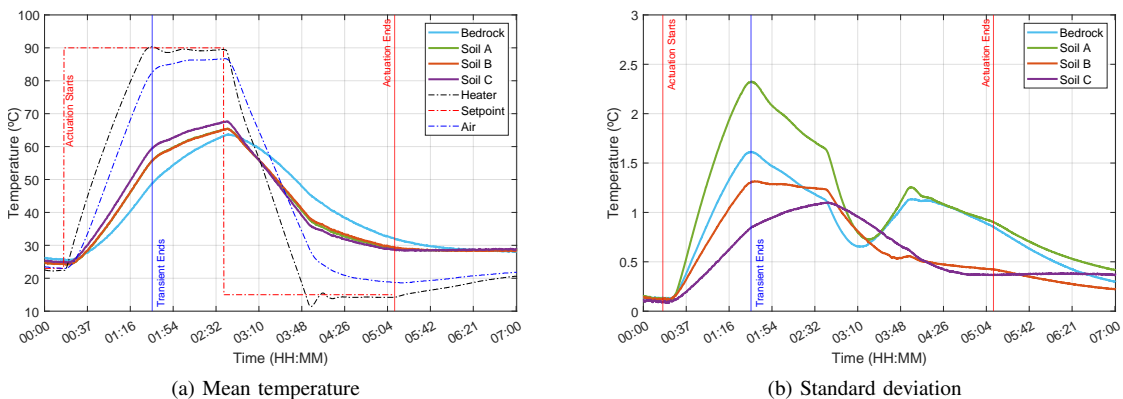 Temperature (ºC)
100
90
80
70
60
50
40
30
20
10
Actuation Starts
Transient Ends
Actuation Ends
Bedrock
Soil A
Soil B
Soil C
Heater
Setpoint
Air
00:00
00:37
01:16
01:54
02:32
03:10
03:48
04:26
05:04
05:42
06:21
07:00
Time (HH:MM)
(a) Mean temperature
Temperature (ºC)
3
2.5
2
1.5
1
0.5
0
Actuation Starts
Transient Ends
Actuation Ends
Bedrock
Soil A
Soil B
Soil C
00:00
00:37
01:16
01:54
02:32
03:10
03:48
04:26
05:04
05:42
06:21
07:00
Time (HH:MM)
(b) Standard deviation